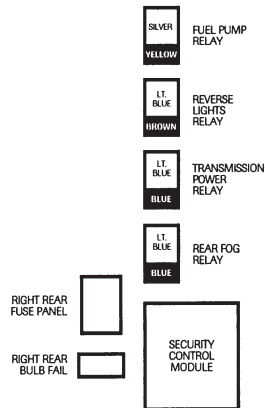 SILVER
YELLOW
FUEL PUMP
RELAY
LT.
BLUE
BROWN
REVERSE
LIGHTS
RELAY
LT.
BLUE
BLUE
TRANSMISSION
POWER
RELAY
LT.
BLUE
BLUE
REAR FOG
RELAY
RIGHT REAR
FUSE PANEL
RIGHT REAR
BULB FAIL
SECURITY
CONTROL
MODULE